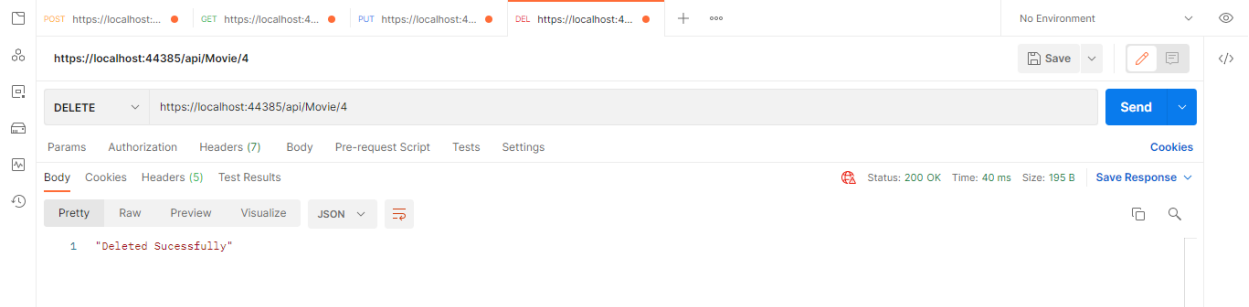 POST https://localhost:... GET https://localhost:4... PUT https://localhost:4... DEL https://localhost:4... No Environment
https://localhost:44385/api/Movie/4 Save
DELETE https://localhost:44385/api/Movie/4 Send
Params Authorization Headers (7) Body Pre-request Script Tests Settings Cookies
Body Cookies Headers (5) Test Results Status: 200 OK Time: 40 ms Size: 195 B Save Response
Pretty Raw Preview Visualize JSON
1 "Deleted Sucessfully"